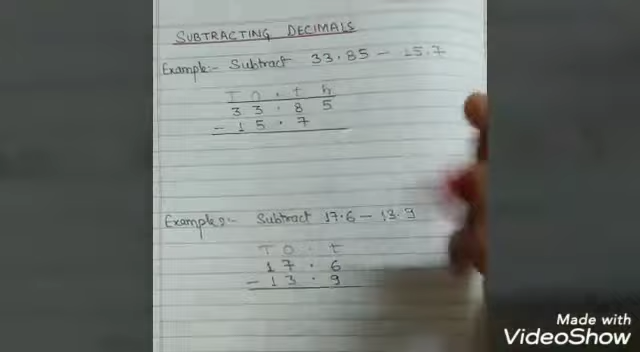 SUBTRACTING DECIMALS
Example:- Subtract 33.85 - 15.7
T O . t h
3 3 . 8 5
- 1 5 . 7
Examples:- Subtract 17.6 - 13.9
T O . t
1 7 . 6
- 1 3 . 9
Made with
VideoShow